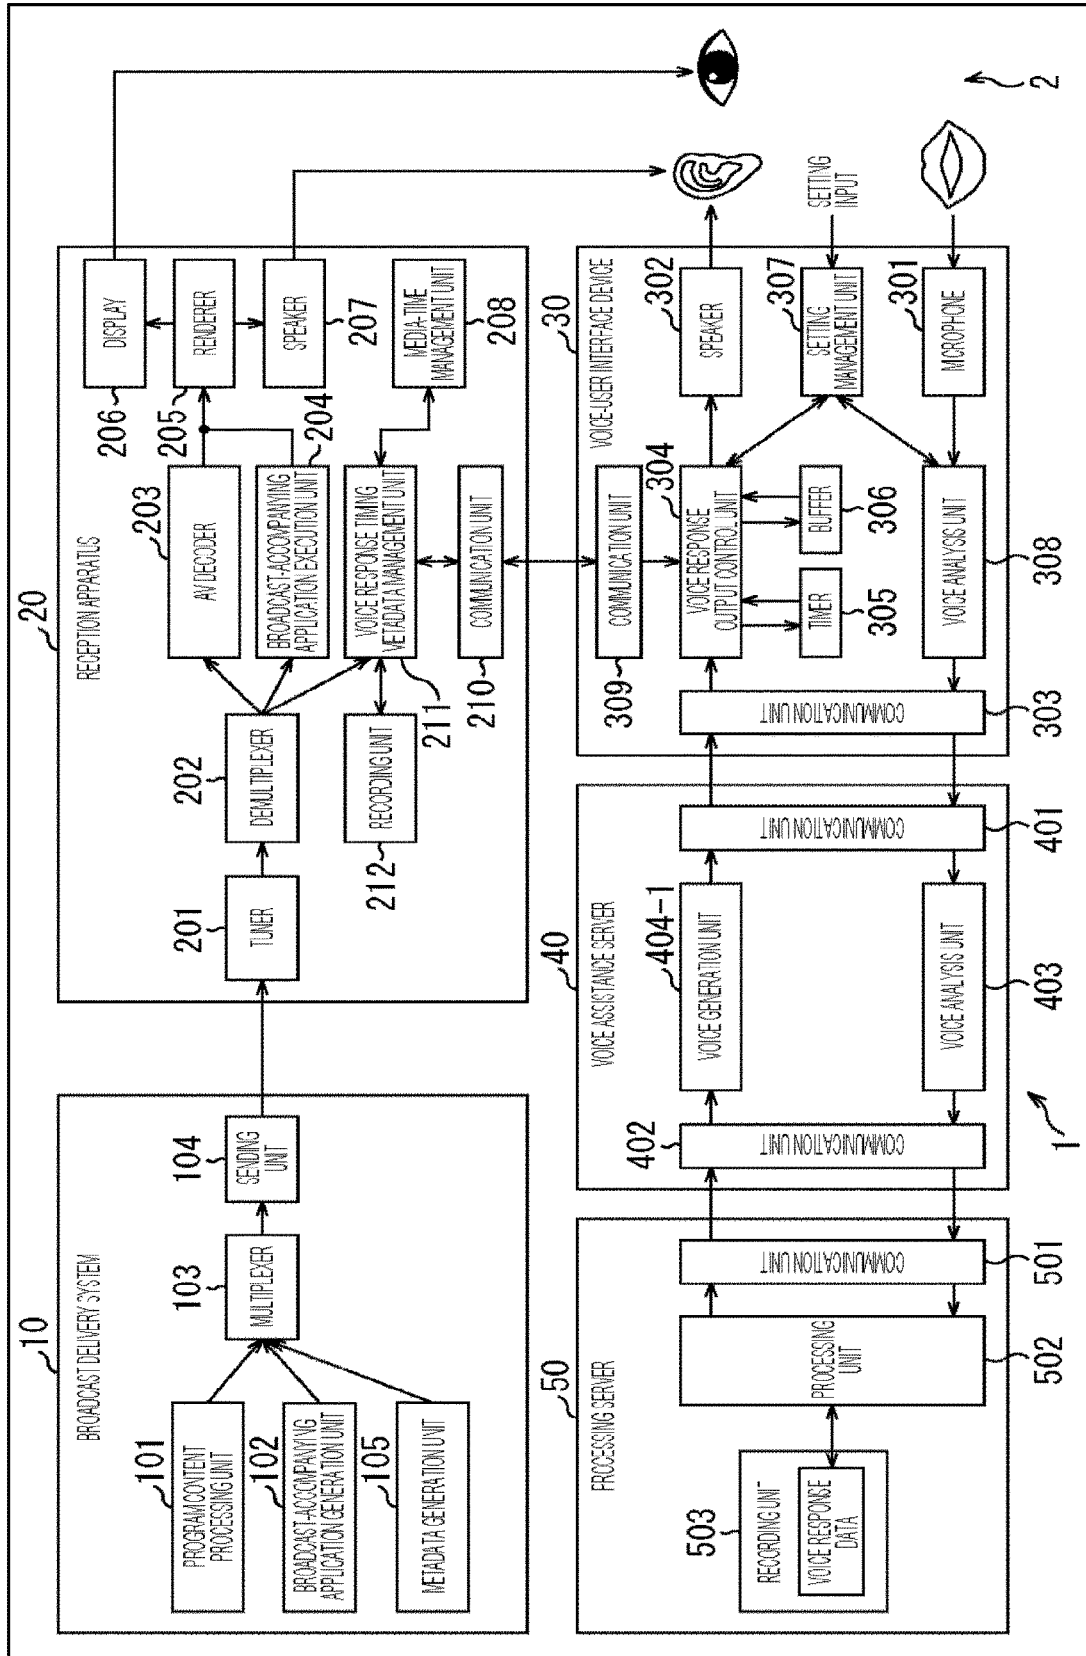 BROADCAST DELIVERY SYSTEM
10
101
PROGRAM CONTENT
PROCESSING UNIT
102
BROADCAST-ACCOMPANYING
APPLICATION GENERATION UNIT
105
METADATA GENERATION UNIT
103
MULTIPLEXER
104
SENDING
UNIT
20
RECEPTION APPARATUS
201
TUNER
202
DEMULTIPLEXER
203
AV DECODER
BROADCAST-ACCOMPANYING
APPLICATION EXECUTION UNIT
204
VOICE RESPONSE TIMING
METADATA MANAGEMENT UNIT
211
RECORDING UNIT
212
COMMUNICATION UNIT
210
206
DISPLAY
205
RENDERER
SPEAKER
207
MEDIA-TIME
MANAGEMENT UNIT
208
50
PROCESSING SERVER
503
RECORDING UNIT
VOICE RESPONSE
DATA
PROCESSING
UNIT
502
COMMUNICATION UNIT
501
40
VOICE ASSISTANCE SERVER
402
COMMUNICATION UNIT
404-1
VOICE GENERATION UNIT
VOICE ANALYSIS UNIT
403
COMMUNICATION UNIT
401
30
VOICE-USER INTERFACE DEVICE
COMMUNICATION UNIT
303
309
COMMUNICATION UNIT
304
VOICE RESPONSE
OUTPUT CONTROL UNIT
TIMER
305
BUFFER
306
VOICE ANALYSIS UNIT
308
SPEAKER
302
SETTING
MANAGEMENT UNIT
307
MICROPHONE
301
SETTING
INPUT
1
2